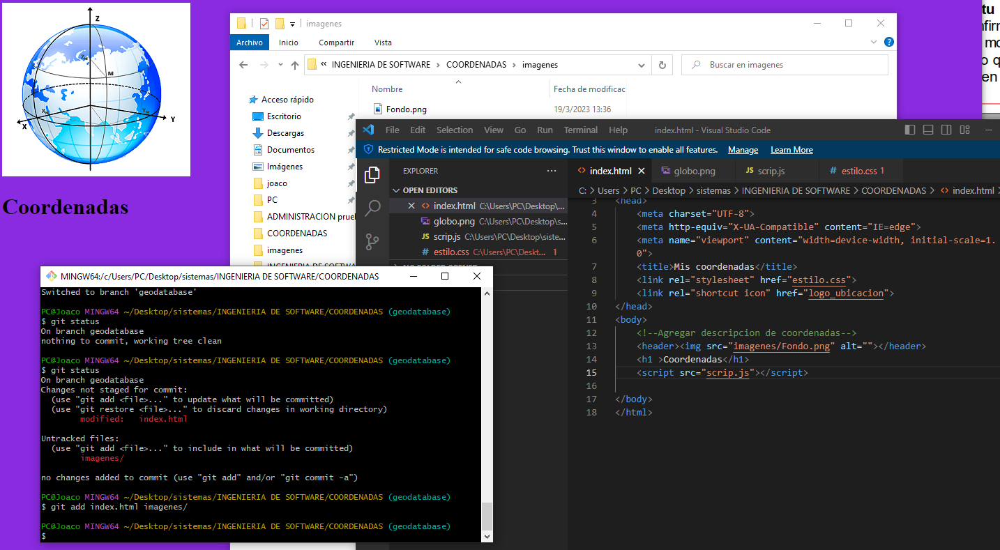 Z
Z
M
X
Y
X
Y
Coordenadas
imagenes
Archivo
Inicio
Compartir
Vista
?
« INGENIERIA DE SOFTWARE > COORDENADAS > imagenes
Buscar en imagenes
Nombre
Fecha de modificac
Acceso rápido
Escritorio
Descargas
Documentos
Imágenes
joaco
PC
ADMINISTRACION prue
COORDENADAS
imagenes
Fondo.png
19/3/2023 13:36
tu
en
File Edit Selection View Go Run Terminal Help
index.html - Visual Studio Code
Restricted Mode is intended for safe code browsing. Trust this window to enable all features. Manage Learn More
EXPLORER
OPEN EDITORS
index.html C:\Users\PC\Desktop\...
globo.png C:\Users\PC\Desktop\s...
JS scrip.js C:\Users\PC\Desktop\siste...
# estilo.css C:\Users\PC\Deskt... 1
index.html
globo.png
JS scrip.js
# estilo.css 1
C: > Users > PC > Desktop > sistemas > INGENIERIA DE SOFTWARE > COORDENADAS > index.html >
3 <head>
4 <meta charset="UTF-8">
5 <meta http-equiv="X-UA-Compatible" content="IE=edge">
6 <meta name="viewport" content="width=device-width, initial-scale=1.
0">
7 <title>Mis coordenadas</title>
8 <link rel="stylesheet" href="estilo.css">
9 <link rel="shortcut icon" href="logo_ubicacion">
10 </head>
11 <body>
12 <!--Agregar descripcion de coordenadas-->
13 <header><img src="imagenes/Fondo.png" alt=""></header>
14 <h1 >Coordenadas</h1>
15 <script src="scrip.js"></script>
16
17 </body>
18 </html>
MINGW64:/c/Users/PC/Desktop/sistemas/INGENIERIA DE SOFTWARE/COORDENADAS
Switched to branch 'geodatabase'
PC@Joaco MINGW64 ~/Desktop/sistemas/INGENIERIA DE SOFTWARE/COORDENADAS (geodatabase)
$ git status
On branch geodatabase
nothing to commit, working tree clean
PC@Joaco MINGW64 ~/Desktop/sistemas/INGENIERIA DE SOFTWARE/COORDENADAS (geodatabase)
$ git status
On branch geodatabase
Changes not staged for commit:
(use "git add <file>..." to update what will be committed)
(use "git restore <file>..." to discard changes in working directory)
modified: index.html
Untracked files:
(use "git add <file>..." to include in what will be committed)
imagenes/
no changes added to commit (use "git add" and/or "git commit -a")
PC@Joaco MINGW64 ~/Desktop/sistemas/INGENIERIA DE SOFTWARE/COORDENADAS (geodatabase)
$ git add index.html imagenes/
PC@Joaco MINGW64 ~/Desktop/sistemas/INGENIERIA DE SOFTWARE/COORDENADAS (geodatabase)
$